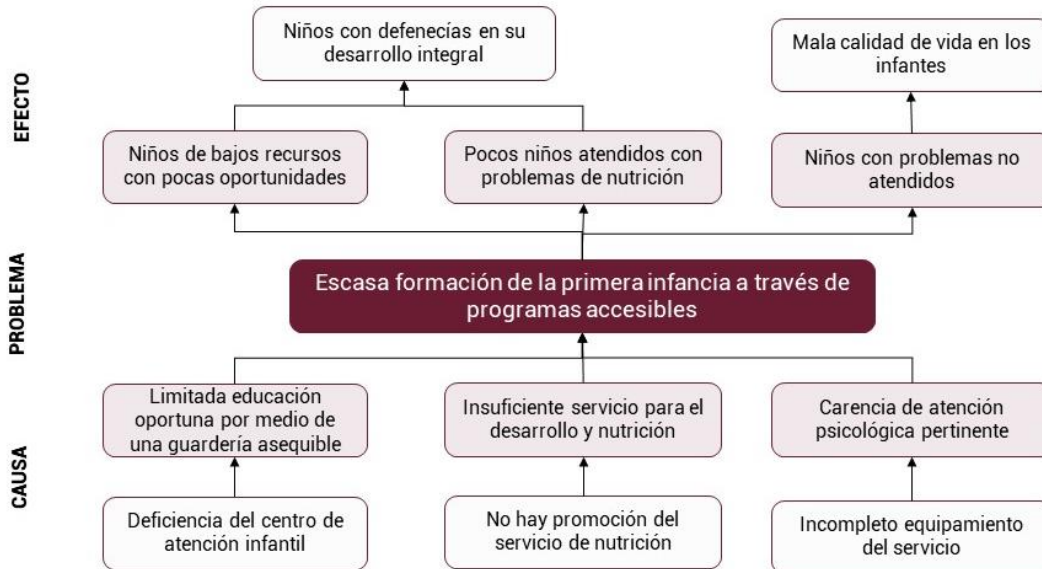 EFECTO
Niños con defenecías en su
desarrollo integral
Mala calidad de vida en los
infantes
Niños de bajos recursos
con pocas oportunidades
Pocos niños atendidos con
problemas de nutrición
Niños con problemas no
atendidos
PROBLEMA
Escasa formación de la primera infancia a través de
programas accesibles
CAUSA
Limitada educación
oportuna por medio de
una guardería asequible
Insuficiente servicio para el
desarrollo y nutrición
Carencia de atención
psicológica pertinente
Deficiencia del centro de
atención infantil
No hay promoción del
servicio de nutrición
Incompleto equipamiento
del servicio